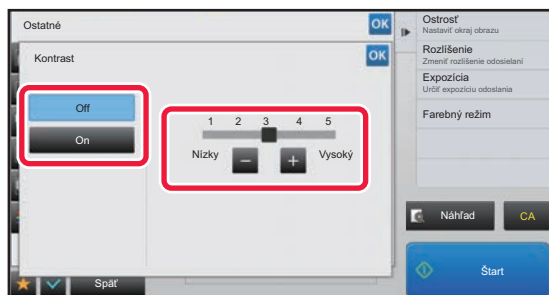 Ostatné
OK
Kontrast
OK
Off
On
1 2 3 4 5
Nízky
Vysoký
Späť
Ostrosť
Nastaviť okraj obrazu
Rozlíšenie
Zmeniť rozlíšenie odosielaní
Expozícia
Určiť expozíciu odoslania
Farebný režim
Náhľad
CA
Štart